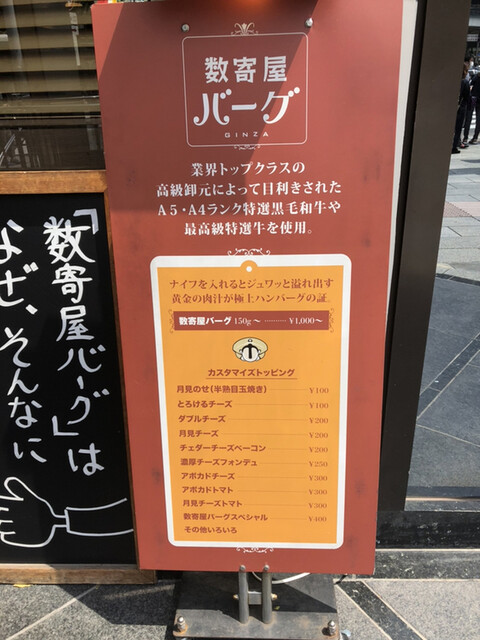 数寄屋
バーグ
GINZA
業界トップクラスの
高級卸元によって目利きされた
A5・A4ランク特選黒毛和牛や
最高級特選牛を使用。
ナイフを入れるとジュワッと溢れ出す
黄金の肉汁が極上ハンバーグの証。
数寄屋バーグ 150g〜 ‥‥‥‥ ¥1,000〜
カスタマイズトッピング
月見のせ(半熟目玉焼き) ¥100
とろけるチーズ ¥100
ダブルチーズ ¥200
月見チーズ ¥200
チェダーチーズベーコン ¥200
濃厚チーズフォンデュ ¥250
アボカドチーズ ¥300
アボカドトマト ¥300
月見チーズトマト ¥300
数寄屋バーグスペシャル ¥400
その他いろいろ
「数寄屋バーグ」は
なぜ、そんなに